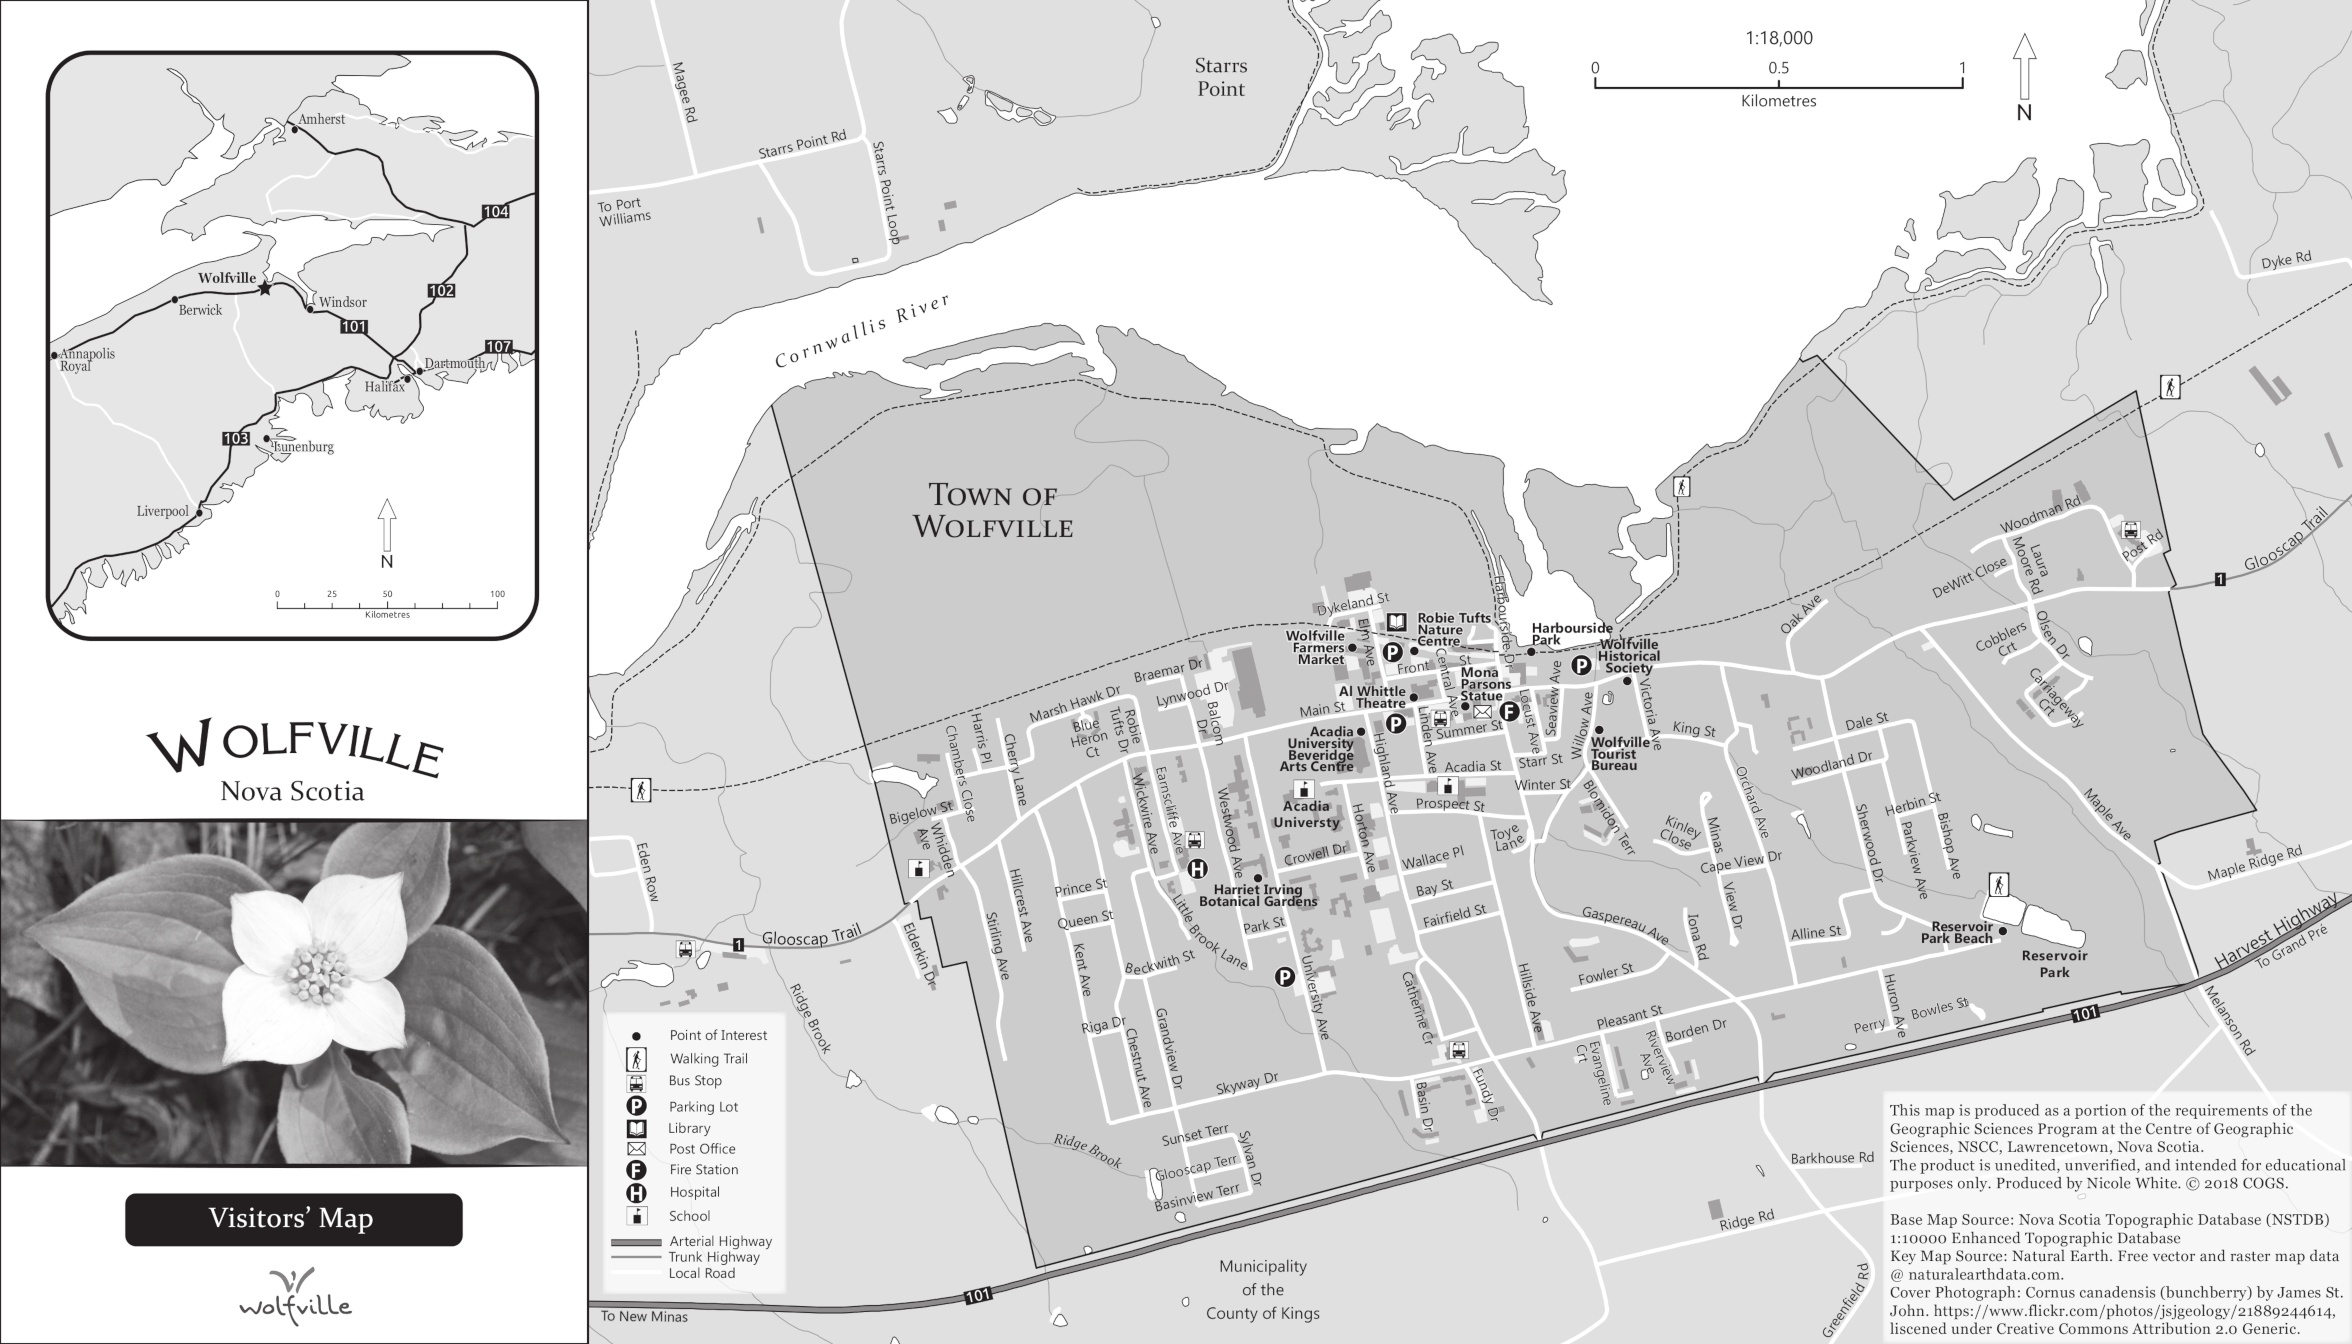 Amherst
104
Wolfville
Berwick
Windsor
102
101
107
Annapolis
Royal
Dartmouth
Halifax
103
Lunenburg
Liverpool
N
0 25 50 100
Kilometres
WOLFVILLE
Nova Scotia
Visitors' Map
wolfville
1:18,000
0 0.5 1
Kilometres
N
Starrs
Point
Magee Rd
Starrs Point Rd
Starrs Point Loop
To Port
Williams
Cornwallis River
Dyke Rd
TOWN OF
WOLFVILLE
Woodman Rd
Post Rd
Glooscap Trail
1
Laura
Moore Rd
DeWitt Close
Oak Ave
Olsen Dr
Cobblers
Crt
Carriageway
Crt
Dykeland St
Elm Ave
Harbourside Dr
Robie Tufts
Nature
Centre
Wolfville
Farmers
Market
P
Harbourside
Park
P
Wolfville
Historical
Society
Front St
Central Ave
Mona
Parsons
Statue
Al Whittle
Theatre
Main St
P
F
Linden Ave
Summer St
Locust Ave
Seaview Ave
Willow Ave
Victoria Ave
Wolfville
Tourist
Bureau
King St
Dale St
Woodland Dr
Braemar Dr
Lynwood Dr
Balcom
Dr
Marsh Hawk Dr
Blue
Heron
Ct
Robie
Tufts Dr
Harris Pl
Chambers Close
Cherry Lane
Bigelow St
Whidden
Ave
Acadia
University
Beveridge
Arts Centre
Acadia
Universty
Highland Ave
Acadia St
Starr St
Winter St
Prospect St
Toye
Lane
Blomidon Terr
Kinley
Close
Minas
View Dr
Orchard Ave
Cape View Dr
Sherwood Dr
Herbin St
Parkview Ave
Bishop Ave
Maple Ave
Maple Ridge Rd
Wickwire Ave
Earnscliffe Ave
Westwood Ave
Horton Ave
Crowell Dr
Wallace Pl
Bay St
Fairfield St
H
Harriet Irving
Botanical Gardens
Park St
Little Brook Lane
P
University Ave
Prince St
Queen St
Hillcrest Ave
Stirling Ave
Kent Ave
Beckwith St
Elderkin Dr
Eden Row
1
Glooscap Trail
Ridge Brook
Gaspereau Ave
Iona Rd
Fowler St
Alline St
Reservoir
Park Beach
Reservoir
Park
Harvest Highway
To Grand Pré
101
Melanson Rd
Huron Ave
Perry
Bowles St
Catherine Cr
Hillside Ave
Pleasant St
Borden Dr
Riverview
Ave
Evangeline
Crt
Riga Dr
Chestnut Ave
Grandview Dr
Skyway Dr
Basin Dr
Fundy Dr
Ridge Brook
Sunset Terr
Glooscap Terr
Basinview Terr
Sylvan Dr
Barkhouse Rd
Ridge Rd
Greenfield Rd
Municipality
of the
County of Kings
101
To New Minas
Point of Interest
Walking Trail
Bus Stop
P Parking Lot
Library
Post Office
F Fire Station
H Hospital
School
Arterial Highway
Trunk Highway
Local Road
This map is produced as a portion of the requirements of the
Geographic Sciences Program at the Centre of Geographic
Sciences, NSCC, Lawrencetown, Nova Scotia.
The product is unedited, unverified, and intended for educational
purposes only. Produced by Nicole White. © 2018 COGS.
Base Map Source: Nova Scotia Topographic Database (NSTDB)
1:10000 Enhanced Topographic Database
Key Map Source: Natural Earth. Free vector and raster map data
@ naturalearthdata.com.
Cover Photograph: Cornus canadensis (bunchberry) by James St.
John. https://www.flickr.com/photos/jsjgeology/21889244614,
liscened under Creative Commons Attribution 2.0 Generic.